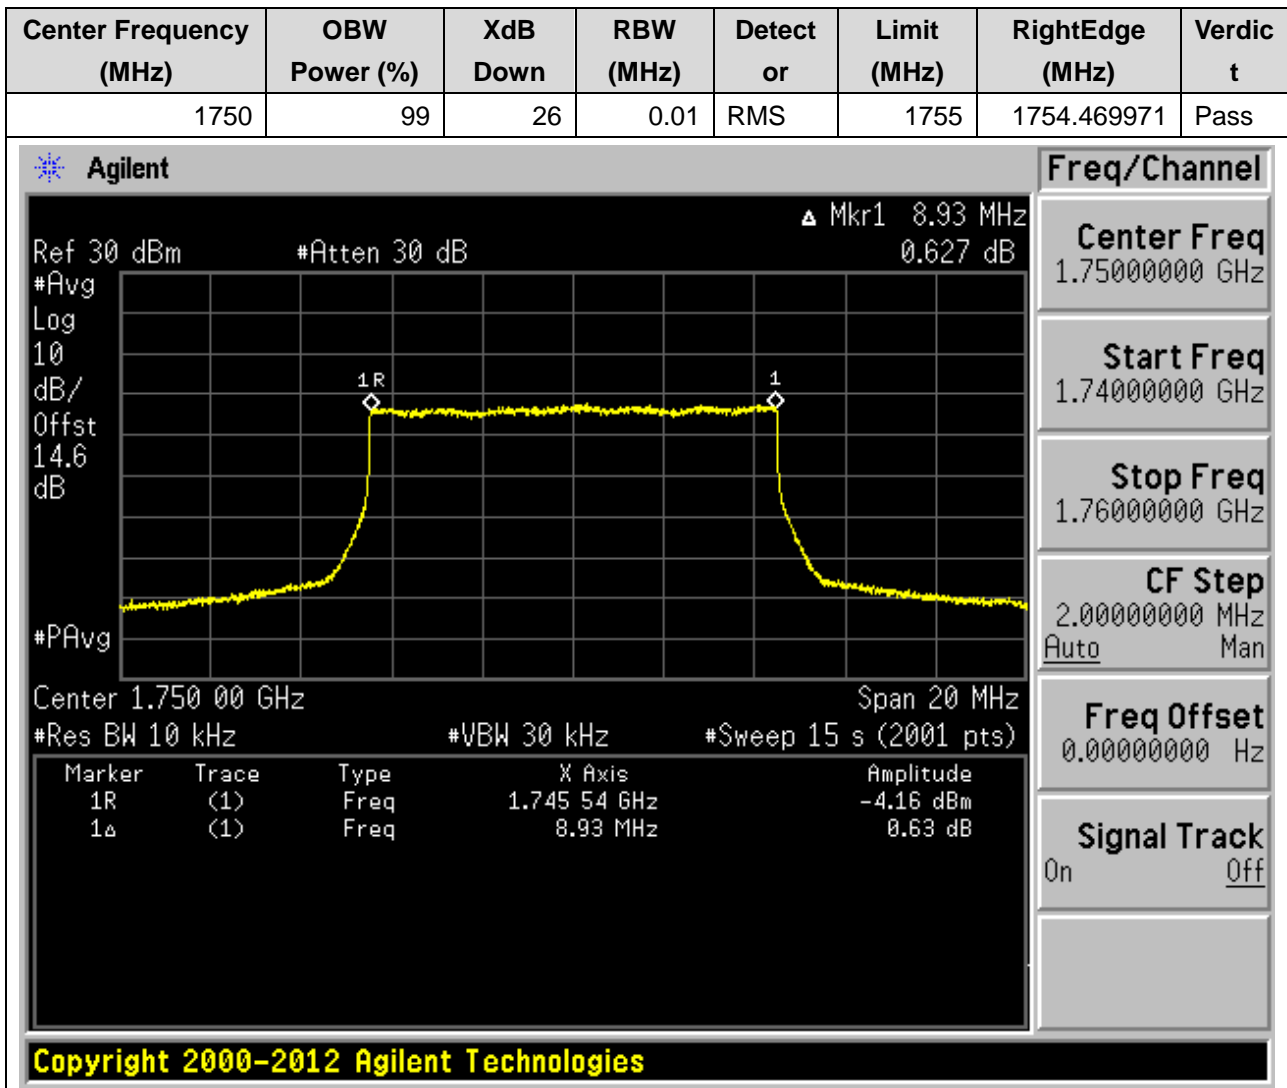 Center Frequency (MHz) OBW Power (%) XdB Down RBW (MHz) Detect or Limit (MHz) RightEdge (MHz) Verdic t
1750 99 26 0.01 RMS 1755 1754.469971 Pass
Agilent
Freq/Channel
Δ Mkr1 8.93 MHz
Ref 30 dBm #Atten 30 dB 0.627 dB
#Avg
Log
10
dB/
Offst
14.6
dB
1R
1
#PAvg
Center 1.750 00 GHz Span 20 MHz
#Res BW 10 kHz #VBW 30 kHz #Sweep 15 s (2001 pts)
Marker Trace Type X Axis Amplitude
1R (1) Freq 1.745 54 GHz -4.16 dBm
1Δ (1) Freq 8.93 MHz 0.63 dB
Center Freq
1.75000000 GHz
Start Freq
1.74000000 GHz
Stop Freq
1.76000000 GHz
CF Step
2.00000000 MHz
Auto Man
Freq Offset
0.00000000 Hz
Signal Track
On Off
Copyright 2000-2012 Agilent Technologies